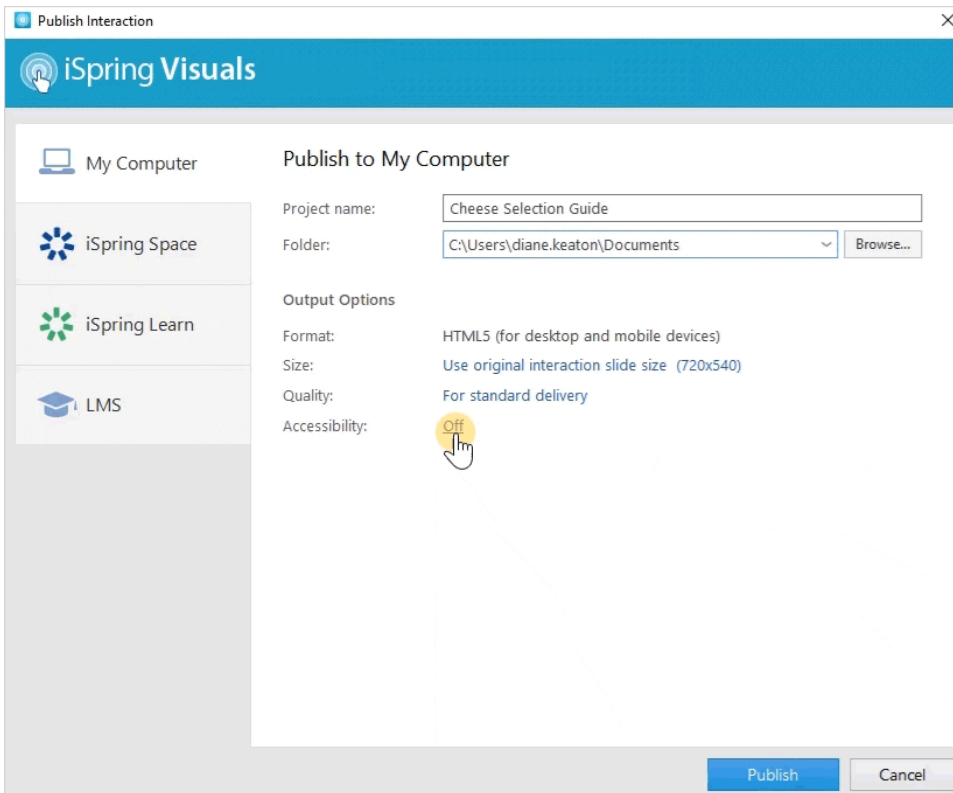 Publish Interaction
iSpring Visuals
My Computer
iSpring Space
iSpring Learn
LMS
Publish to My Computer
Project name: Cheese Selection Guide
Folder: C:\Users\diane.keaton\Documents Browse...
Output Options
Format: HTML5 (for desktop and mobile devices)
Size: Use original interaction slide size (720x540)
Quality: For standard delivery
Accessibility: Off
Publish Cancel